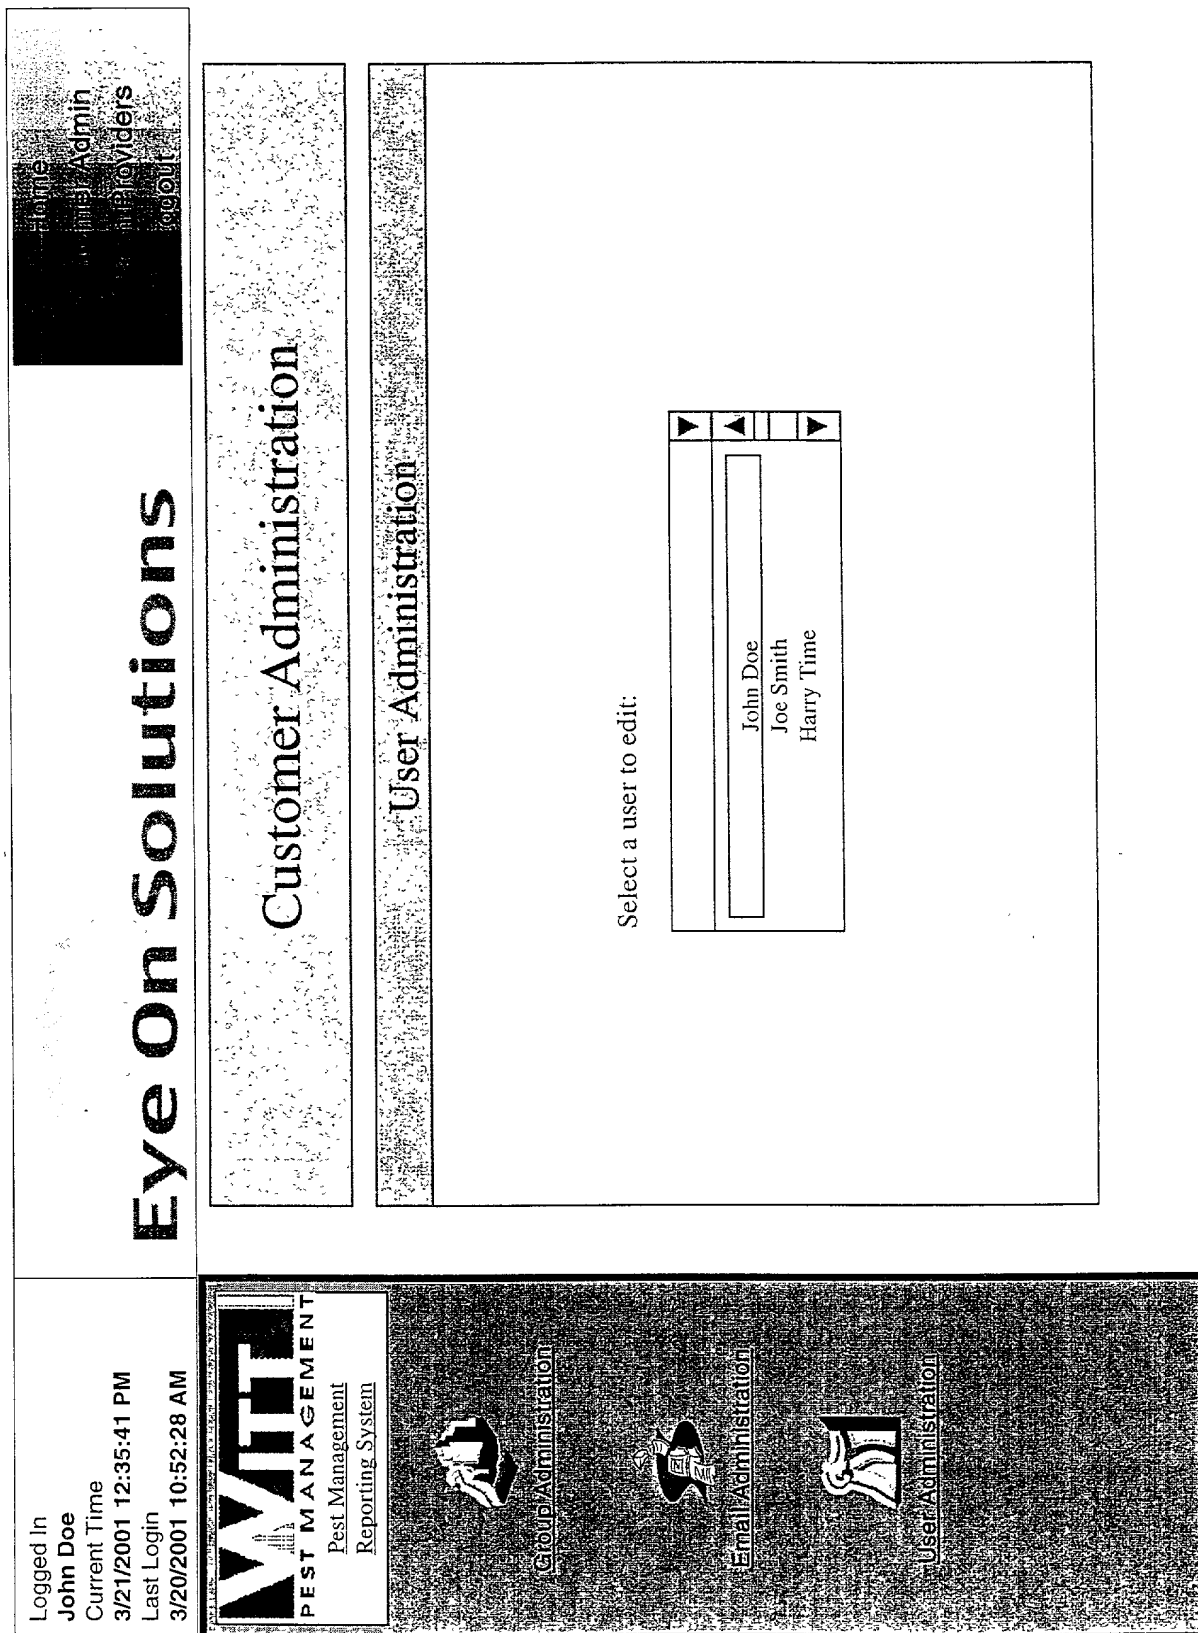 Logged In
John Doe
Current Time
3/21/2001 12:35:41 PM
Last Login
3/20/2001 10:52:28 AM
Eye On Solutions
Home
Admin
Providers
PEST MANAGEMENT
Pest Management
Reporting System
Group Administration
Email Administration
User Administration
Customer Administration
User Administration
Select a user to edit:
John Doe
Joe Smith
Harry Time